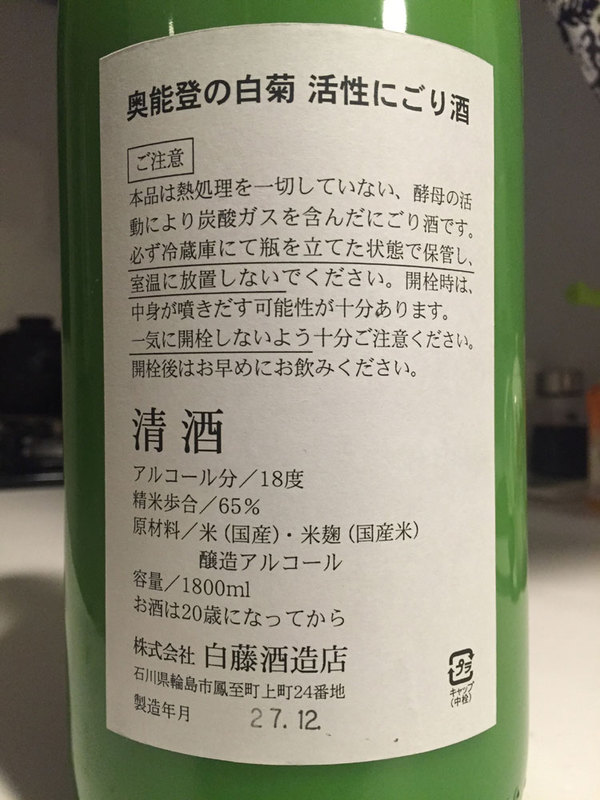 奥能登の白菊 活性にごり酒
ご注意
本品は熱処理を一切していない、酵母の活
動により炭酸ガスを含んだにごり酒です。
必ず冷蔵庫にて瓶を立てた状態で保管し、
室温に放置しないでください。開栓時は、
中身が噴きだす可能性が十分あります。
一気に開栓しないよう十分ご注意ください。
開栓後はお早めにお飲みください。
清酒
アルコール分／18度
精米歩合／65％
原材料／米（国産）・米麹（国産米）
醸造アルコール
容量／1800ml
お酒は20歳になってから
株式会社 白藤酒造店
石川県輪島市鳳至町上町24番地
製造年月 27.12.
プラ
キャップ
（中栓）